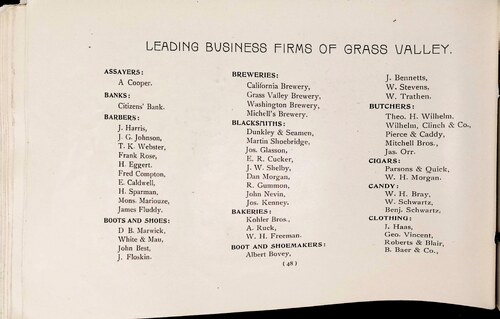 LEADING BUSINESS FIRMS OF GRASS VALLEY.
ASSAYERS:
A Cooper.
BANKS:
Citizens' Bank.
BARBERS:
J. Harris,
J. G. Johnson,
T. K. Webster,
Frank Rose,
H. Eggert.
Fred Compton,
E. Caldwell,
H. Sparman,
Mons. Mariouze,
James Fluddy.
BOOTS AND SHOES:
D B. Marwick,
White & Mau,
John Best,
J. Floskin.
BREWERIES:
California Brewery,
Grass Valley Brewery,
Washington Brewery,
Michell's Brewery.
BLACKSMITHS:
Dunkley & Seamen,
Martin Shoebridge,
Jos. Glasson,
E. R. Cucker,
J. W. Shelby,
Dan Morgan,
R. Gummon,
John Nevin,
Jos. Kenney.
BAKERIES:
Kohler Bros.,
A. Ruck,
W. H. Freeman.
BOOT AND SHOEMAKERS:
Albert Bovey,
J. Bennetts,
W. Stevens,
W. Trathen.
BUTCHERS:
Theo. H. Wilhelm.
Wilhelm, Clinch & Co.,
Pierce & Caddy,
Mitchell Bros.,
Jas. Orr.
CIGARS:
Parsons & Quick,
W. H. Morgan.
CANDY:
W. H. Bray,
W. Schwartz,
Benj. Schwartz.
CLOTHING:
I. Haas,
Geo. Vincent,
Roberts & Blair,
B. Baer & Co.,
(48)